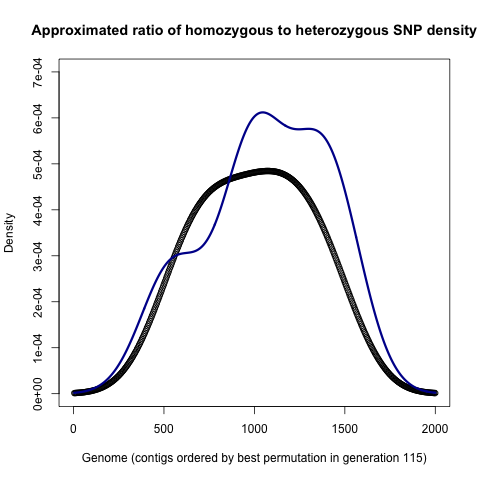 Approximated ratio of homozygous to heterozygous SNP density
7e-04
6e-04
5e-04
4e-04
3e-04
2e-04
1e-04
0e+00
Density
0 500 1000 1500 2000
Genome (contigs ordered by best permutation in generation 115)